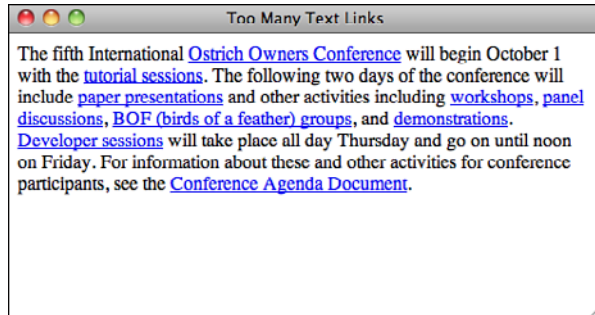 Too Many Text Links
The fifth International Ostrich Owners Conference will begin October 1
with the tutorial sessions. The following two days of the conference will
include paper presentations and other activities including workshops, panel
discussions, BOF (birds of a feather) groups, and demonstrations.
Developer sessions will take place all day Thursday and go on until noon
on Friday. For information about these and other activities for conference
participants, see the Conference Agenda Document.